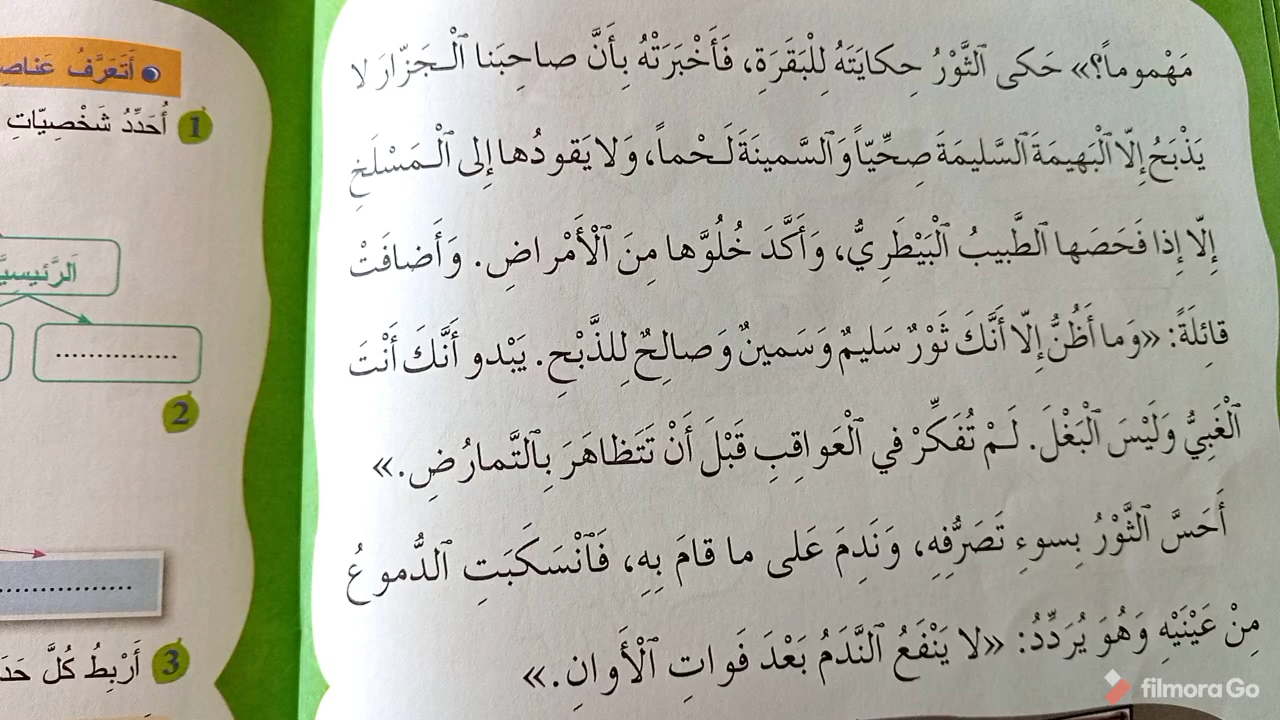 مَهْموماً؟» حَكى ٱلثَّوْرُ حِكايَتَهُ لِلْبَقَرَةِ، فَأَخْبَرَتْهُ بِأَنَّ صاحِبَنا ٱلْجَزّارَ لا
يَذْبَحُ إِلّا ٱلْبَهيمَةَ ٱلسَّليمَةَ صِحِّيّاً وَٱلسَّمينَةَ لَحْماً، وَلا يَقودُها إِلى ٱلْمَسْلَخِ
إِلّا إِذا فَحَصَها ٱلطَّبيبُ ٱلْبَيْطَرِيُّ، وَأَكَّدَ خُلُوَّها مِنَ ٱلْأَمْراضِ. وَأَضافَتْ
قائِلَةً: «وَما أَظُنُّ إِلّا أَنَّكَ ثَوْرٌ سَليمٌ وَسَمينٌ وَصالِحٌ لِلذَّبْحِ. يَبْدو أَنَّكَ أَنْتَ
ٱلْغَبِيُّ وَلَيْسَ ٱلْبَغْلَ. لَمْ تُفَكِّرْ في ٱلْعَواقِبِ قَبْلَ أَنْ تَتَظاهَرَ بِٱلتَّمارُضِ.»
أَحَسَّ ٱلثَّوْرُ بِسوءِ تَصَرُّفِهِ، وَنَدِمَ عَلى ما قامَ بِهِ، فَٱنْسَكَبَتِ ٱلدُّموعُ
مِنْ عَيْنَيْهِ وَهُوَ يُرَدِّدُ: «لا يَنْفَعُ ٱلنَّدَمُ بَعْدَ فَواتِ ٱلْأَوانِ.»
أَتَعَرَّفُ
1 أُحَدِّدُ شَخْصِيّاتِ
................
2
................
3 أَرْبِطُ كُلَّ
filmoraGo